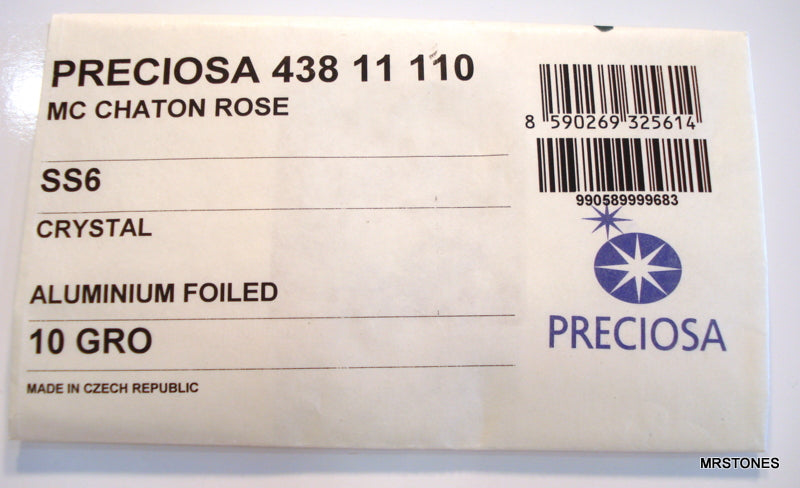 PRECIOSA 438 11 110
MC CHATON ROSE
SS6
CRYSTAL
ALUMINIUM FOILED
10 GRO
MADE IN CZECH REPUBLIC
8 590269 325614
990589999683
PRECIOSA
MRSTONES